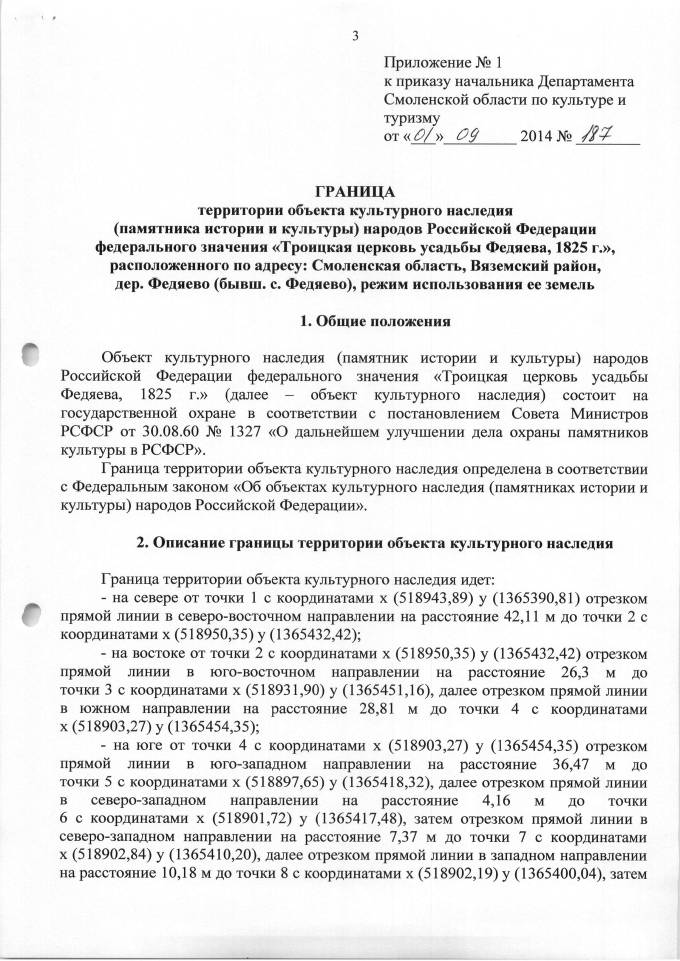 3
Приложение № 1
к приказу начальника Департамента
Смоленской области по культуре и
туризму
от «01» 09 2014 № 187
ГРАНИЦА
территории объекта культурного наследия
(памятника истории и культуры) народов Российской Федерации
федерального значения «Троицкая церковь усадьбы Федяева, 1825 г.»,
расположенного по адресу: Смоленская область, Вяземский район,
дер. Федяево (бывш. с. Федяево), режим использования ее земель
1. Общие положения
Объект культурного наследия (памятник истории и культуры) народов
Российской Федерации федерального значения «Троицкая церковь усадьбы
Федяева, 1825 г.» (далее – объект культурного наследия) состоит на
государственной охране в соответствии с постановлением Совета Министров
РСФСР от 30.08.60 № 1327 «О дальнейшем улучшении дела охраны памятников
культуры в РСФСР».
Граница территории объекта культурного наследия определена в соответствии
с Федеральным законом «Об объектах культурного наследия (памятниках истории и
культуры) народов Российской Федерации».
2. Описание границы территории объекта культурного наследия
Граница территории объекта культурного наследия идет:
- на севере от точки 1 с координатами x (518943,89) y (1365390,81) отрезком
прямой линии в северо-восточном направлении на расстояние 42,11 м до точки 2 с
координатами x (518950,35) y (1365432,42);
- на востоке от точки 2 с координатами x (518950,35) y (1365432,42) отрезком
прямой линии в юго-восточном направлении на расстояние 26,3 м до
точки 3 с координатами x (518931,90) y (1365451,16), далее отрезком прямой линии
в южном направлении на расстояние 28,81 м до точки 4 с координатами
x (518903,27) y (1365454,35);
- на юге от точки 4 с координатами x (518903,27) y (1365454,35) отрезком
прямой линии в юго-западном направлении на расстояние 36,47 м до
точки 5 с координатами x (518897,65) y (1365418,32), далее отрезком прямой линии
в северо-западном направлении на расстояние 4,16 м до точки
6 с координатами x (518901,72) y (1365417,48), затем отрезком прямой линии в
северо-западном направлении на расстояние 7,37 м до точки 7 с координатами
x (518902,84) y (1365410,20), далее отрезком прямой линии в западном направлении
на расстояние 10,18 м до точки 8 с координатами x (518902,19) y (1365400,04), затем